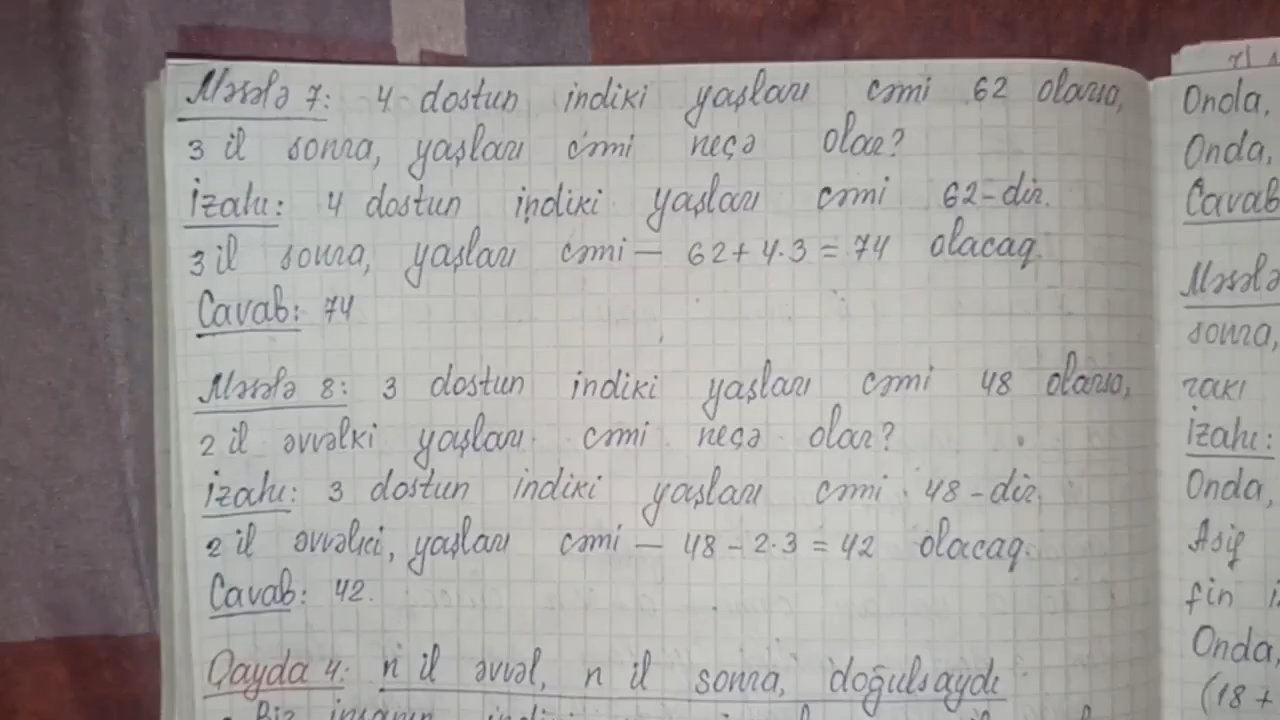 Məsələ 7: 4 dostun indiki yaşları cəmi 62 olarsa,
3 il sonra, yaşları cəmi neçə olar?
İzahı: 4 dostun indiki yaşları cəmi 62-dir.
3 il sonra, yaşları cəmi — 62 + 4·3 = 74 olacaq.
Cavab: 74
Məsələ 8: 3 dostun indiki yaşları cəmi 48 olarsa,
2 il əvvəlki yaşları cəmi neçə olar?
İzahı: 3 dostun indiki yaşları cəmi 48-dir.
2 il əvvəlki, yaşları cəmi — 48 - 2·3 = 42 olacaq.
Cavab: 42.
Qayda 4: n il əvvəl, n il sonra, doğulsaydı
Onda,
Onda,
Cavab
Məsələ
sonra,
rakı
İzahı:
Onda,
Asif
fin
Onda,
(18 +